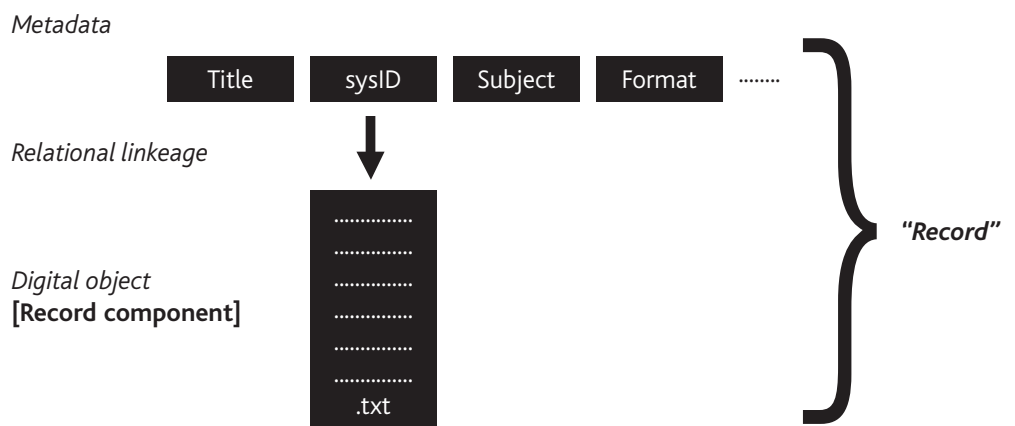 Metadata
Title sysID Subject Format ........
Relational linkeage
...............
...............
...............
...............
...............
...............
.txt
Digital object
[Record component]
“Record”